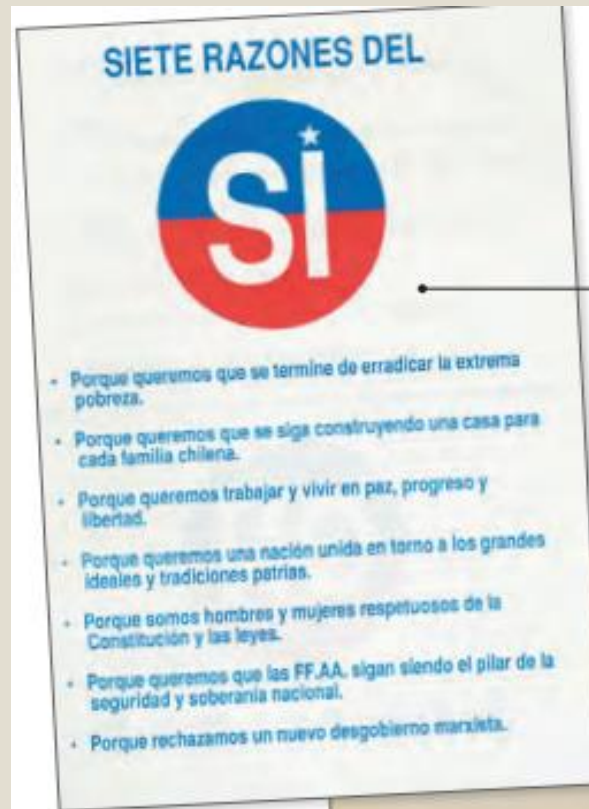 SIETE RAZONES DEL
SÍ
• Porque queremos que se termine de erradicar la extrema
pobreza.
• Porque queremos que se siga construyendo una casa para
cada familia chilena.
• Porque queremos trabajar y vivir en paz, progreso y
libertad.
• Porque queremos una nación unida en torno a los grandes
ideales y tradiciones patrias.
• Porque somos hombres y mujeres respetuosos de la
Constitución y las leyes.
• Porque queremos que las FF.AA. sigan siendo el pilar de la
seguridad y soberanía nacional.
• Porque rechazamos un nuevo desgobierno marxista.